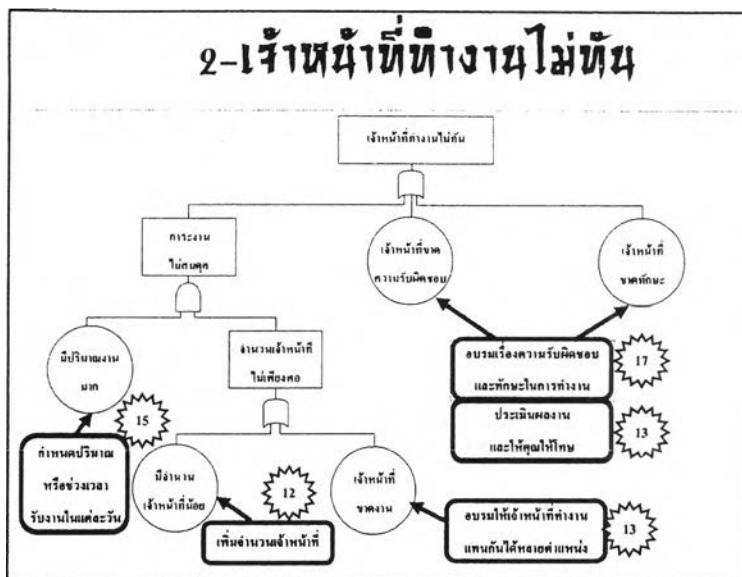 2-เจ้าหน้าที่ทำงานไม่ทัน
เจ้าหน้าที่ทำงานไม่ทัน
ภาระงาน
ไม่สมดุล
เจ้าหน้าที่ขาด
ความรับผิดชอบ
เจ้าหน้าที่
ขาดทักษะ
มีปริมาณงาน
มาก
จำนวนเจ้าหน้าที่
ไม่เพียงพอ
อบรมเรื่องความรับผิดชอบ
และทักษะในการทำงาน
17
ประเมินผลงาน
และให้คุณให้โทษ
13
15
กำหนดปริมาณ
หรือช่วงเวลา
รับงานในแต่ละวัน
มีจำนวน
เจ้าหน้าที่น้อย
12
เพิ่มจำนวนเจ้าหน้าที่
เจ้าหน้าที่
ขาดงาน
อบรมให้เจ้าหน้าที่ทำงาน
แทนกันได้หลายตำแหน่ง
13